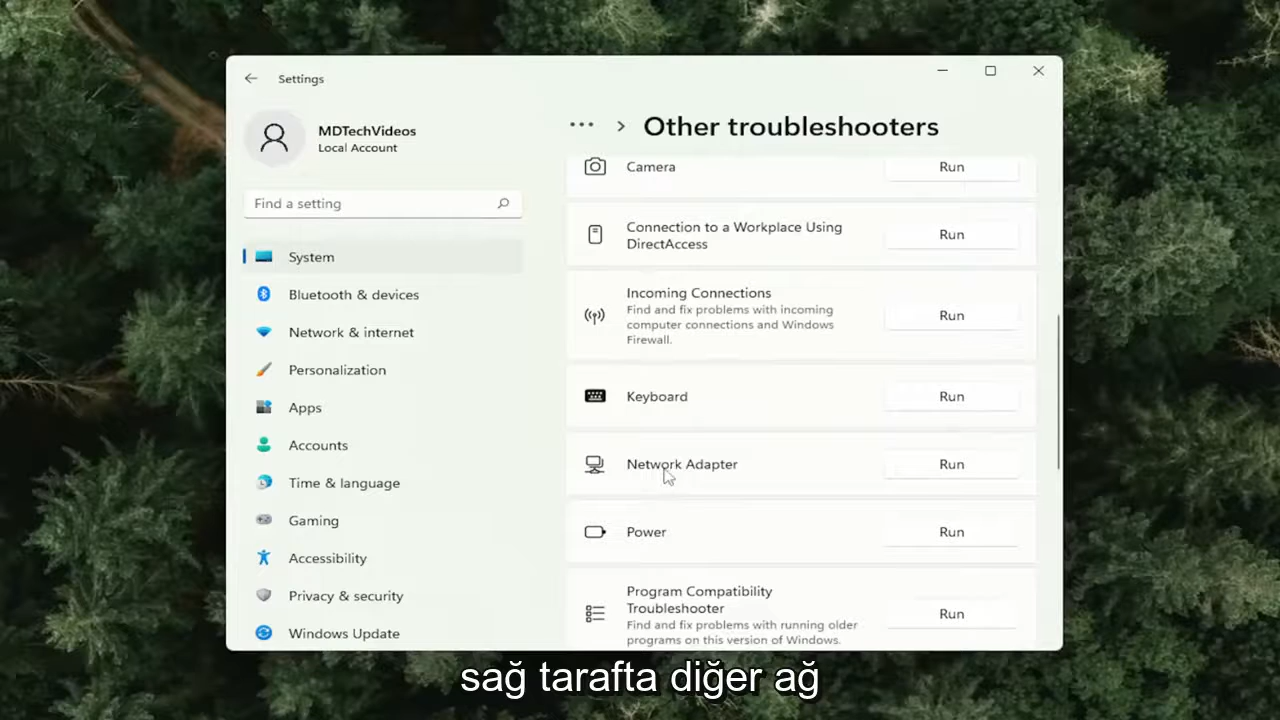 Settings
MDTechVideos
Local Account
Find a setting
System
Bluetooth & devices
Network & internet
Personalization
Apps
Accounts
Time & language
Gaming
Accessibility
Privacy & security
Windows Update
... > Other troubleshooters
Camera
Run
Connection to a Workplace Using
DirectAccess
Run
Incoming Connections
Find and fix problems with incoming
computer connections and Windows
Firewall.
Run
Keyboard
Run
Network Adapter
Run
Power
Run
Program Compatibility
Troubleshooter
Find and fix problems with running older
programs on this version of Windows.
Run
sağ tarafta diğer ağ